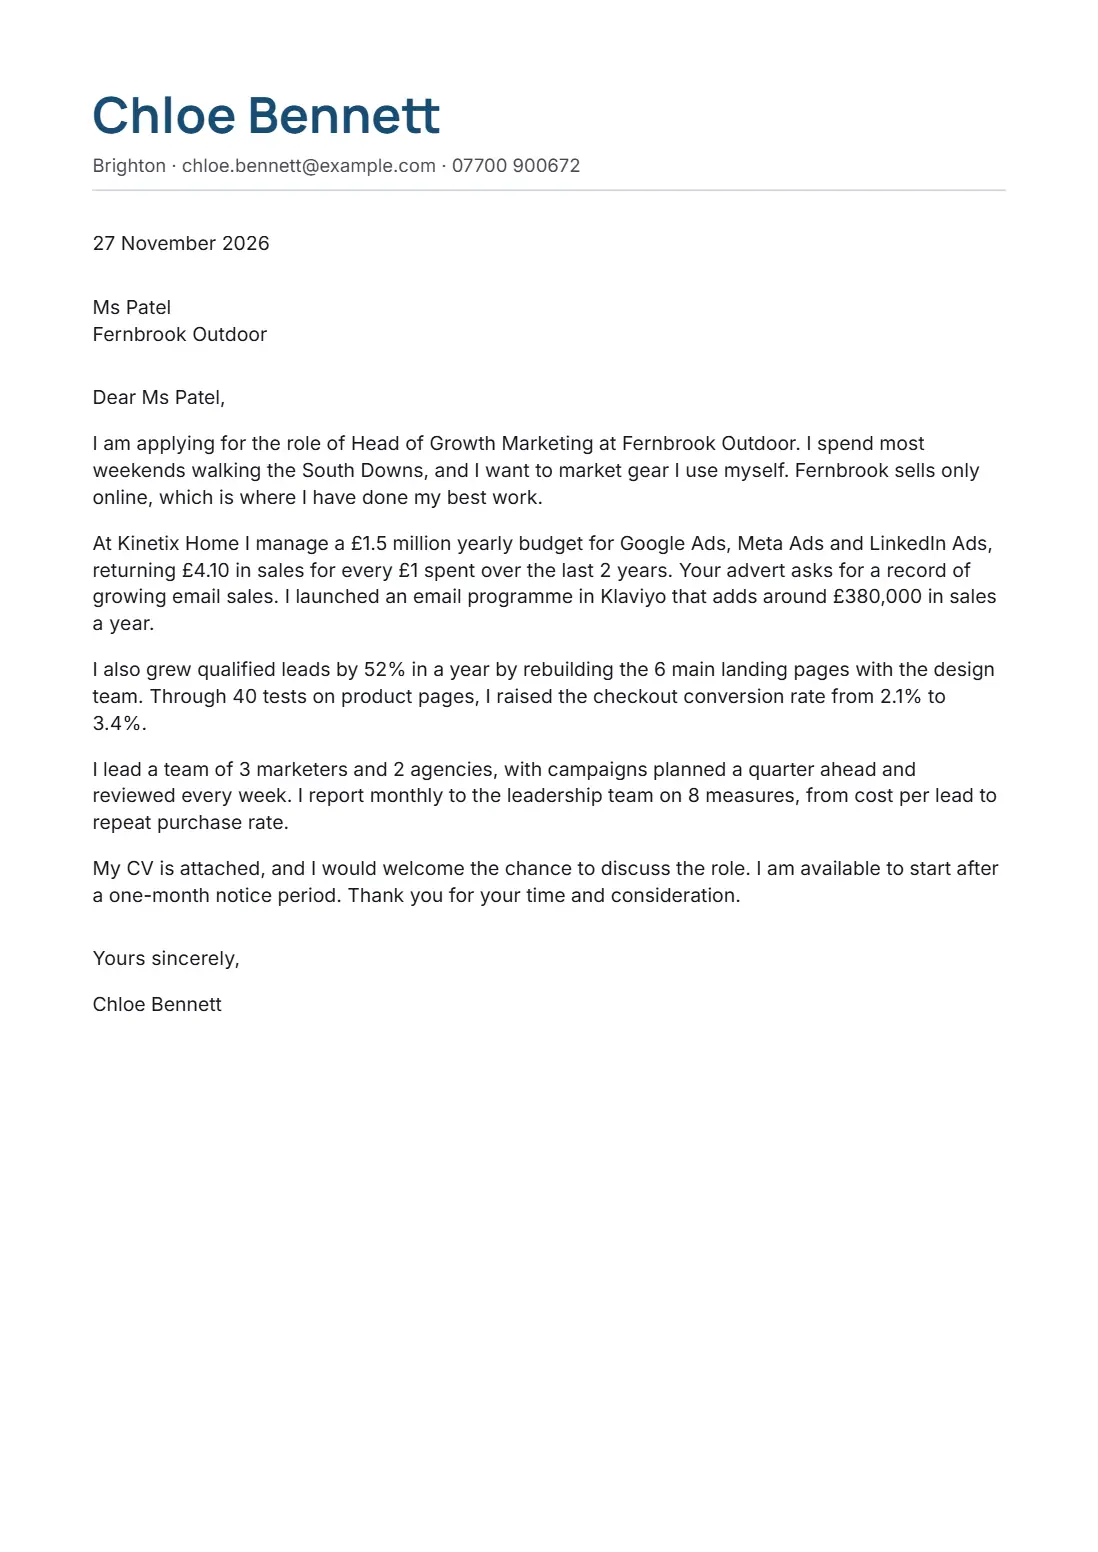 Chloe Bennett
Brighton · chloe.bennett@example.com · 07700 900672
27 November 2026
Ms Patel
Fernbrook Outdoor
Dear Ms Patel,
I am applying for the role of Head of Growth Marketing at Fernbrook Outdoor. I spend most
weekends walking the South Downs, and I want to market gear I use myself. Fernbrook sells only
online, which is where I have done my best work.
At Kinetix Home I manage a £1.5 million yearly budget for Google Ads, Meta Ads and LinkedIn Ads,
returning £4.10 in sales for every £1 spent over the last 2 years. Your advert asks for a record of
growing email sales. I launched an email programme in Klaviyo that adds around £380,000 in sales
a year.
I also grew qualified leads by 52% in a year by rebuilding the 6 main landing pages with the design
team. Through 40 tests on product pages, I raised the checkout conversion rate from 2.1% to
3.4%.
I lead a team of 3 marketers and 2 agencies, with campaigns planned a quarter ahead and
reviewed every week. I report monthly to the leadership team on 8 measures, from cost per lead to
repeat purchase rate.
My CV is attached, and I would welcome the chance to discuss the role. I am available to start after
a one-month notice period. Thank you for your time and consideration.
Yours sincerely,
Chloe Bennett